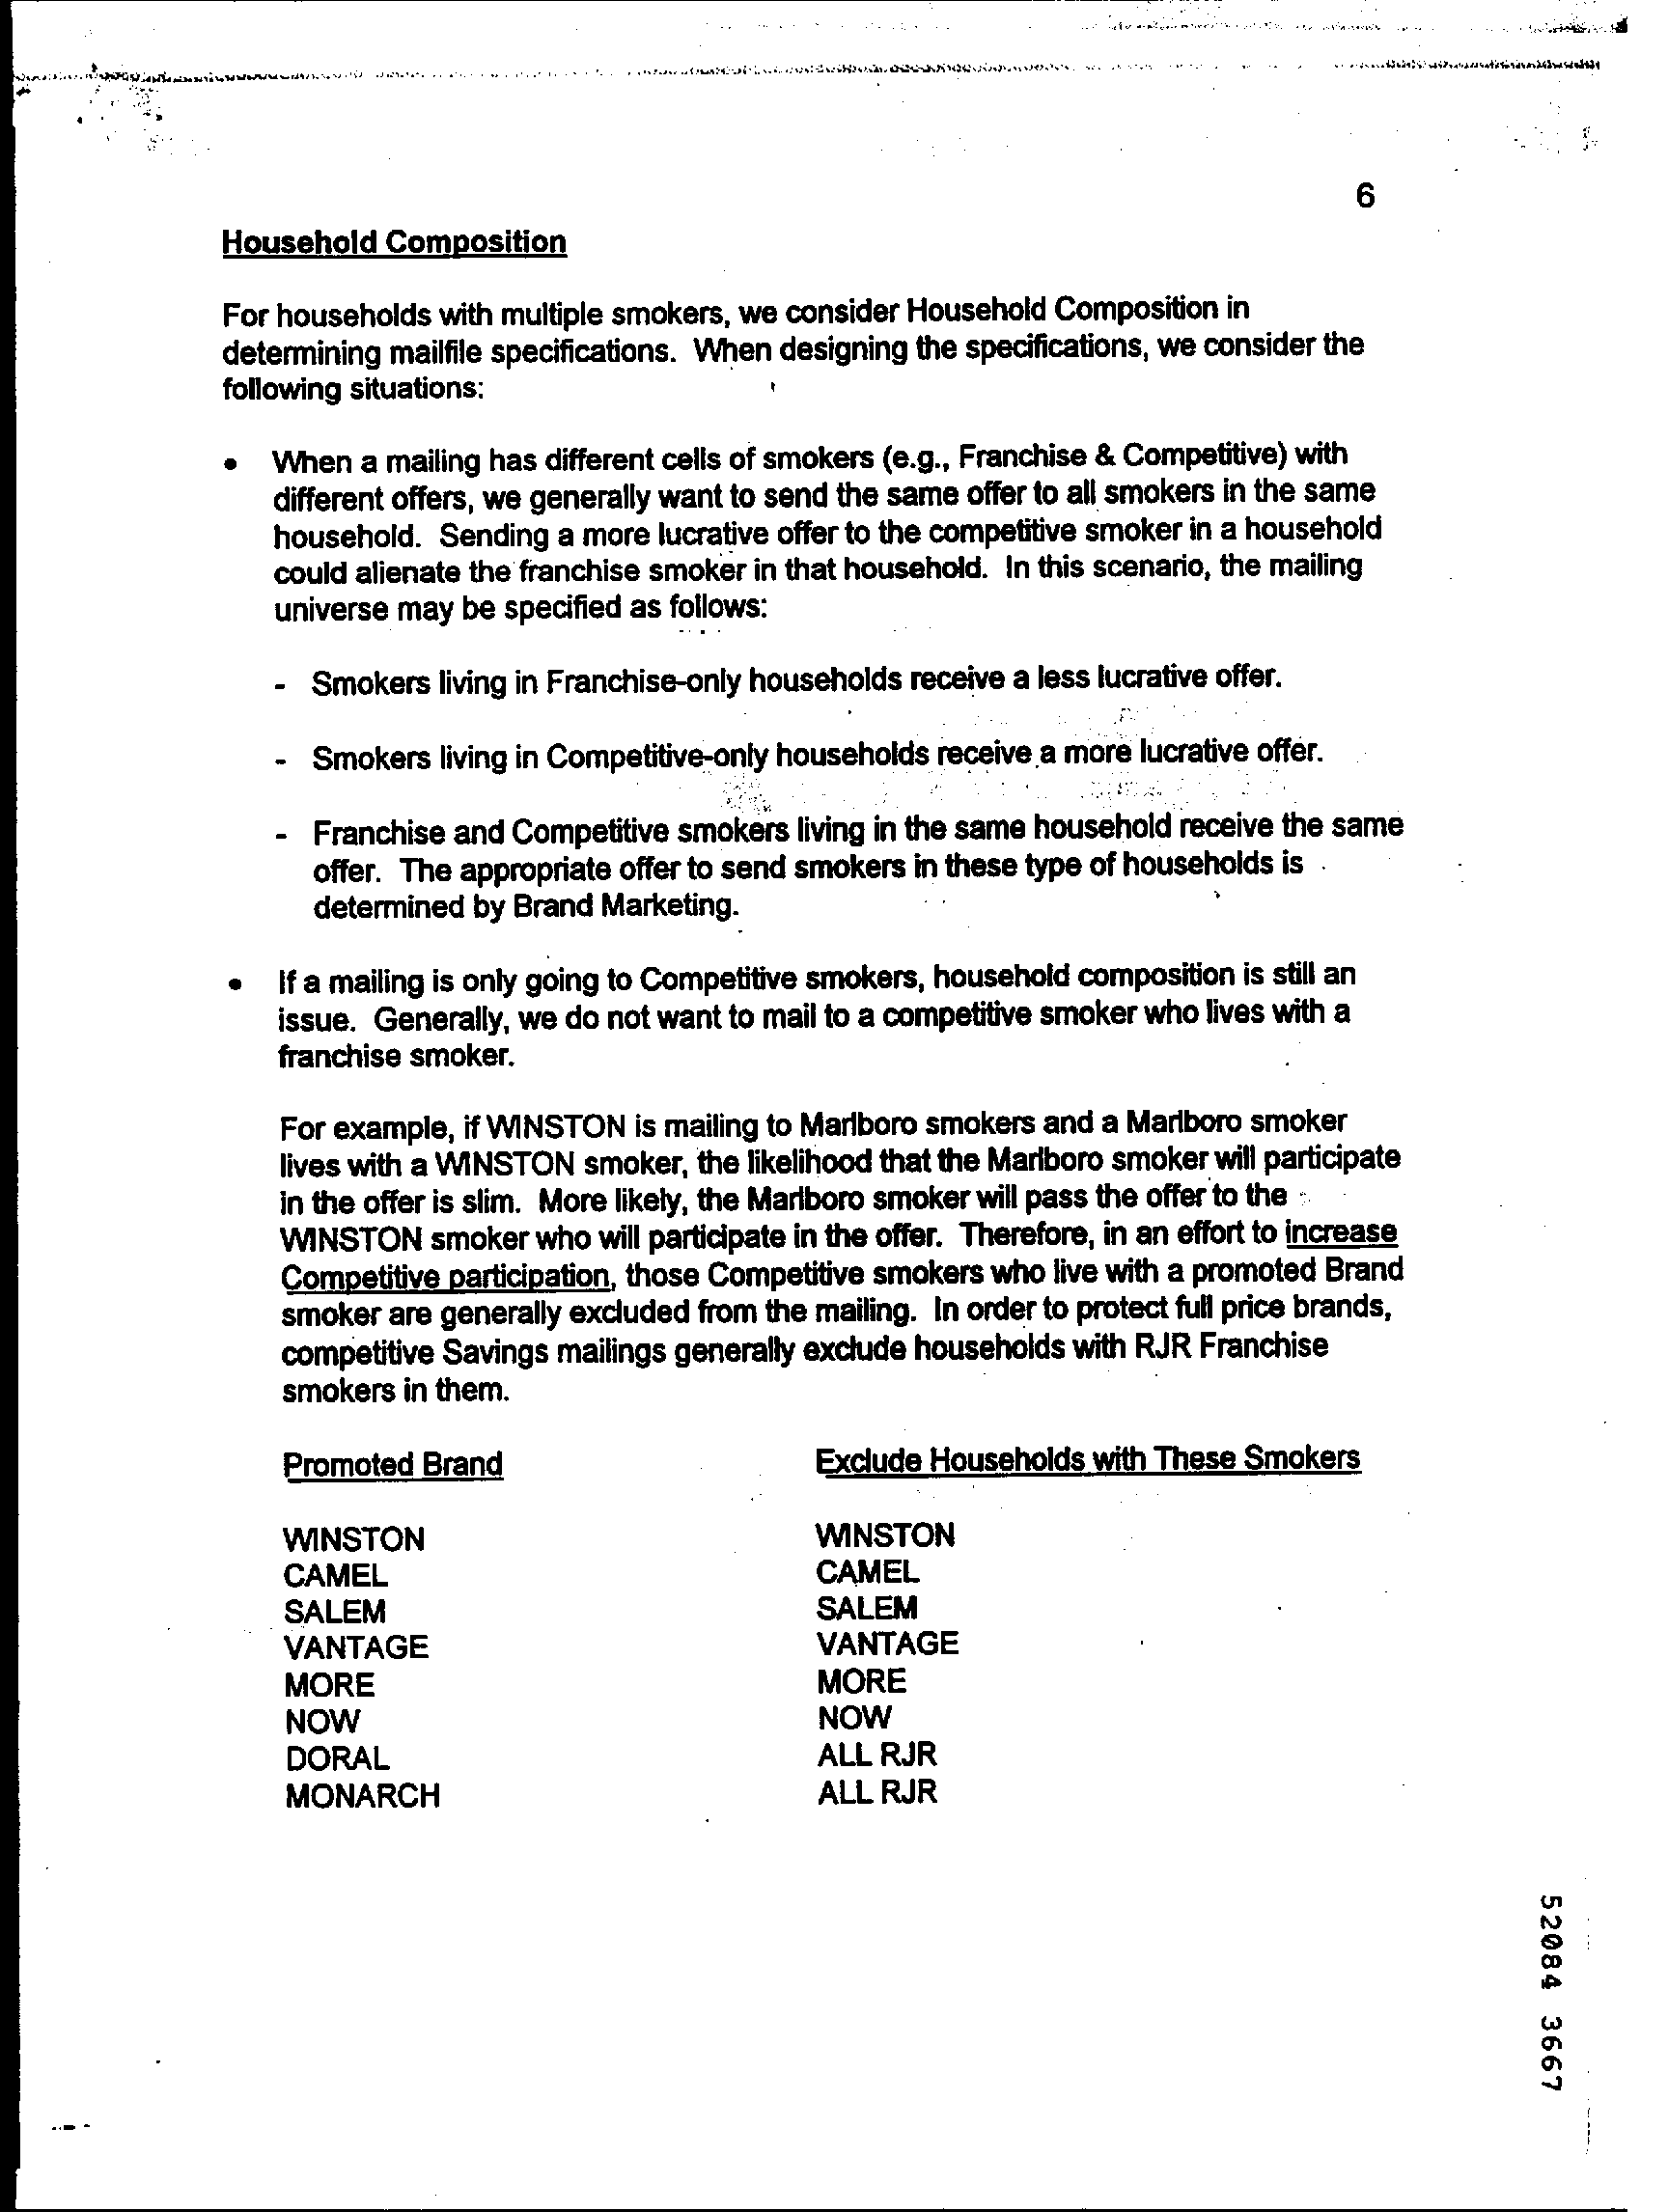 6
Household Composition
For households with multiple smokers, we consider Household Composition in
determining mailfile specifications. When designing the specifications, we consider the
following situations:
• When a mailing has different cells of smokers (e.g., Franchise & Competitive) with
different offers, we generally want to send the same offer to all smokers in the same
household. Sending a more lucrative offer to the competitive smoker in a household
could alienate the franchise smoker in that household. In this scenario, the mailing
universe may be specified as follows:
- Smokers living in Franchise-only households receive a less lucrative offer.
- Smokers living in Competitive-only households receive a more lucrative offer.
- Franchise and Competitive smokers living in the same household receive the same
offer. The appropriate offer to send smokers in these type of households is
determined by Brand Marketing.
• If a mailing is only going to Competitive smokers, household composition is still an
issue. Generally, we do not want to mail to a competitive smoker who lives with a
franchise smoker.
For example, if WINSTON is mailing to Marlboro smokers and a Marlboro smoker
lives with a WINSTON smoker, the likelihood that the Marlboro smoker will participate
in the offer is slim. More likely, the Marlboro smoker will pass the offer to the
WINSTON smoker who will participate in the offer. Therefore, in an effort to increase
Competitive participation, those Competitive smokers who live with a promoted Brand
smoker are generally excluded from the mailing. In order to protect full price brands,
competitive Savings mailings generally exclude households with RJR Franchise
smokers in them.
Promoted Brand Exclude Households with These Smokers
WINSTON WINSTON
CAMEL CAMEL
SALEM SALEM
VANTAGE VANTAGE
MORE MORE
NOW NOW
DORAL ALL RJR
MONARCH ALL RJR
52084 3667